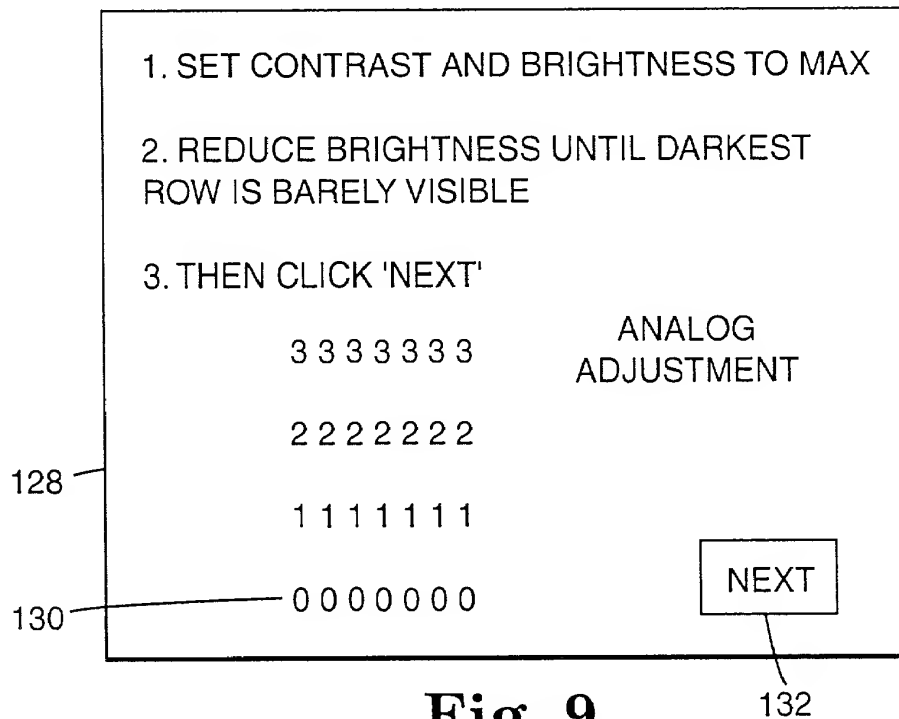 1. SET CONTRAST AND BRIGHTNESS TO MAX
2. REDUCE BRIGHTNESS UNTIL DARKEST
ROW IS BARELY VISIBLE
3. THEN CLICK 'NEXT'
ANALOG
ADJUSTMENT
3 3 3 3 3 3 3
2 2 2 2 2 2 2
128
1 1 1 1 1 1 1
NEXT
130
0 0 0 0 0 0 0
132
Fig. 9